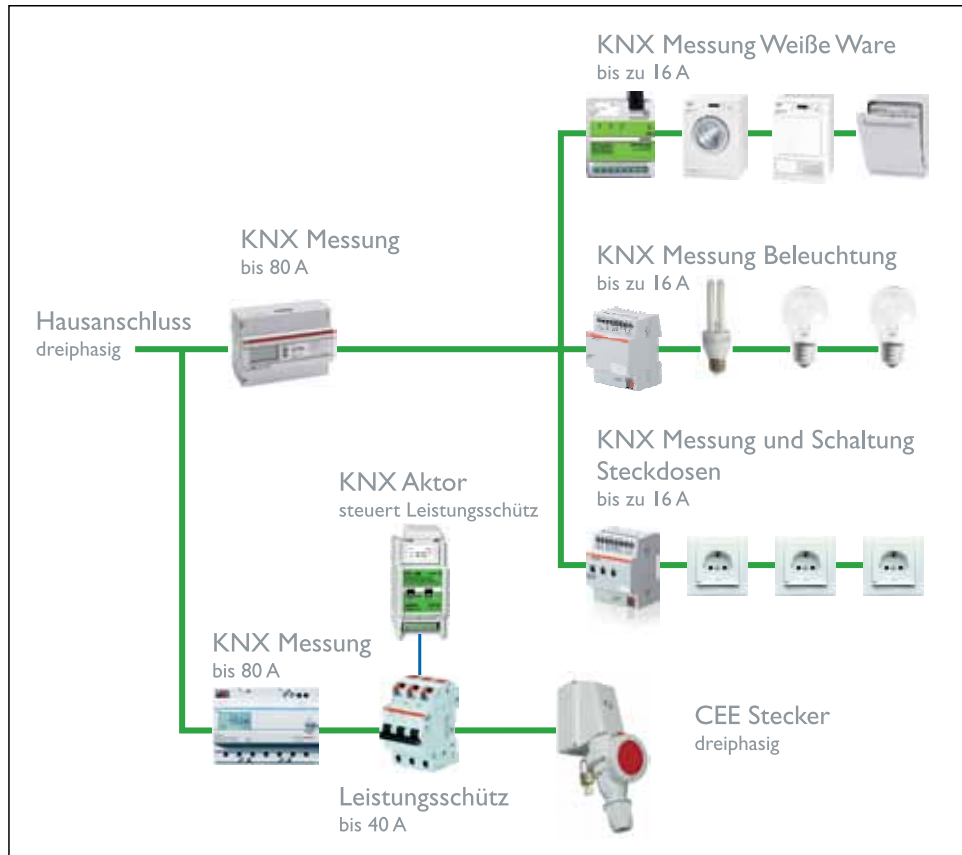 KNX Messung Weiße Ware
bis zu 16 A
KNX Messung
bis 80 A
KNX Messung Beleuchtung
bis zu 16 A
Hausanschluss
dreiphasig
KNX Messung und Schaltung
Steckdosen
bis zu 16 A
KNX Aktor
steuert Leistungsschütz
KNX Messung
bis 80 A
CEE Stecker
dreiphasig
Leistungsschütz
bis 40 A